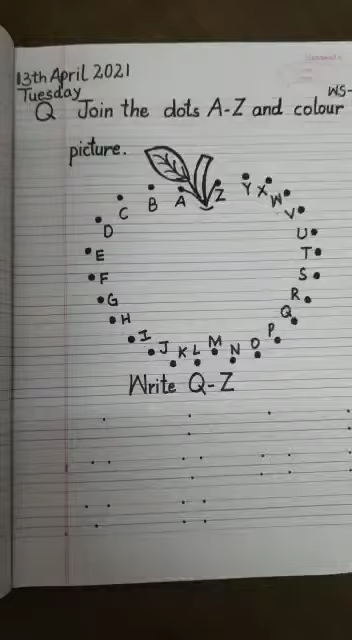 13th April 2021
Tuesday
WS-
Q Join the dots A-Z and colour
picture.
A
B
C
D
E
F
G
H
I
J
K
L
M
N
O
P
Q
R
S
T
U
V
W
X
Y
Z
Write Q-Z